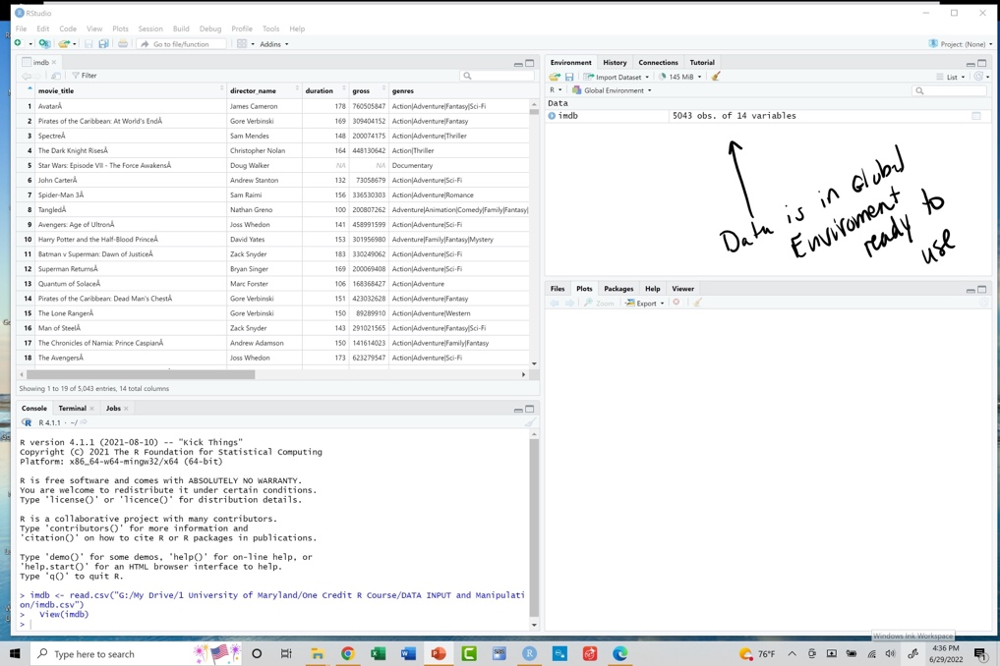 RStudio
File Edit Code View Plots Session Build Debug Profile Tools Help
Go to file/function Addins Project: (None)
imdb
Filter
movie_title director_name duration gross genres
1 AvatarÂ James Cameron 178 760505847 Action|Adventure|Fantasy|Sci-Fi
2 Pirates of the Caribbean: At World's EndÂ Gore Verbinski 169 309404152 Action|Adventure|Fantasy
3 SpectreÂ Sam Mendes 148 200074175 Action|Adventure|Thriller
4 The Dark Knight RisesÂ Christopher Nolan 164 448130642 Action|Thriller
5 Star Wars: Episode VII - The Force AwakensÂ Doug Walker NA NA Documentary
6 John CarterÂ Andrew Stanton 132 73058679 Action|Adventure|Sci-Fi
7 Spider-Man 3Â Sam Raimi 156 336530303 Action|Adventure|Romance
8 TangledÂ Nathan Greno 100 200807262 Adventure|Animation|Comedy|Family|Fantasy|
9 Avengers: Age of UltronÂ Joss Whedon 141 458991599 Action|Adventure|Sci-Fi
10 Harry Potter and the Half-Blood PrinceÂ David Yates 153 301956980 Adventure|Family|Fantasy|Mystery
11 Batman v Superman: Dawn of JusticeÂ Zack Snyder 183 330249062 Action|Adventure|Sci-Fi
12 Superman ReturnsÂ Bryan Singer 169 200069408 Action|Adventure|Sci-Fi
13 Quantum of SolaceÂ Marc Forster 106 168368427 Action|Adventure
14 Pirates of the Caribbean: Dead Man's ChestÂ Gore Verbinski 151 423032628 Action|Adventure|Fantasy
15 The Lone RangerÂ Gore Verbinski 150 89289910 Action|Adventure|Western
16 Man of SteelÂ Zack Snyder 143 291021565 Action|Adventure|Fantasy|Sci-Fi
17 The Chronicles of Narnia: Prince CaspianÂ Andrew Adamson 150 141614023 Action|Adventure|Family|Fantasy
18 The AvengersÂ Joss Whedon 173 623279547 Action|Adventure|Sci-Fi
Showing 1 to 19 of 5,043 entries, 14 total columns
Console Terminal Jobs
R 4.1.1 · ~/
R version 4.1.1 (2021-08-10) -- "Kick Things"
Copyright (C) 2021 The R Foundation for Statistical Computing
Platform: x86_64-w64-mingw32/x64 (64-bit)
R is free software and comes with ABSOLUTELY NO WARRANTY.
You are welcome to redistribute it under certain conditions.
Type 'license()' or 'licence()' for distribution details.
R is a collaborative project with many contributors.
Type 'contributors()' for more information and
'citation()' on how to cite R or R packages in publications.
Type 'demo()' for some demos, 'help()' for on-line help, or
'help.start()' for an HTML browser interface to help.
Type 'q()' to quit R.
> imdb <- read.csv("G:/My Drive/1 University of Maryland/One Credit R Course/DATA INPUT and Manipulati
on/imdb.csv")
> View(imdb)
>
Environment History Connections Tutorial
Import Dataset 145 MiB List
R Global Environment
Data
imdb 5043 obs. of 14 variables
Data is in Global
Enviroment
ready to
use
Files Plots Packages Help Viewer
Zoom Export
Windows Ink Workspace
Type here to search
76°F
4:36 PM
6/29/2022